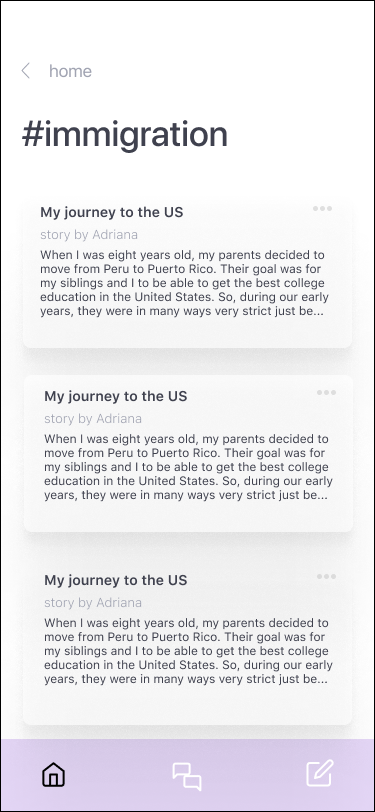 home
#immigration
My journey to the US
story by Adriana
When I was eight years old, my parents decided to
move from Peru to Puerto Rico. Their goal was for
my siblings and I to be able to get the best college
education in the United States. So, during our early
years, they were in many ways very strict just be...
My journey to the US
story by Adriana
When I was eight years old, my parents decided to
move from Peru to Puerto Rico. Their goal was for
my siblings and I to be able to get the best college
education in the United States. So, during our early
years, they were in many ways very strict just be...
My journey to the US
story by Adriana
When I was eight years old, my parents decided to
move from Peru to Puerto Rico. Their goal was for
my siblings and I to be able to get the best college
education in the United States. So, during our early
years, they were in many ways very strict just be...